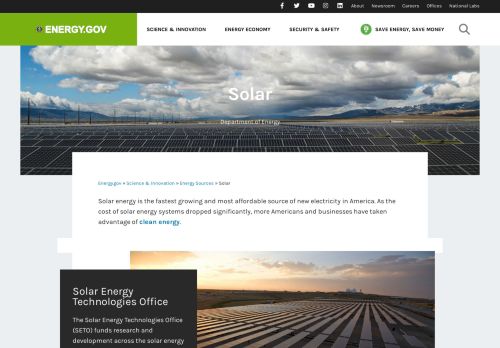 About Newsroom Careers Offices National Labs
ENERGY.GOV SCIENCE & INNOVATION ENERGY ECONOMY SECURITY & SAFETY SAVE ENERGY, SAVE MONEY
Solar
Department of Energy
Energy.gov » Science & Innovation » Energy Sources » Solar
Solar energy is the fastest growing and most affordable source of new electricity in America. As the
cost of solar energy systems dropped significantly, more Americans and businesses have taken
advantage of clean energy.
Solar Energy
Technologies Office
The Solar Energy Technologies Office
(SETO) funds research and
development across the solar energy